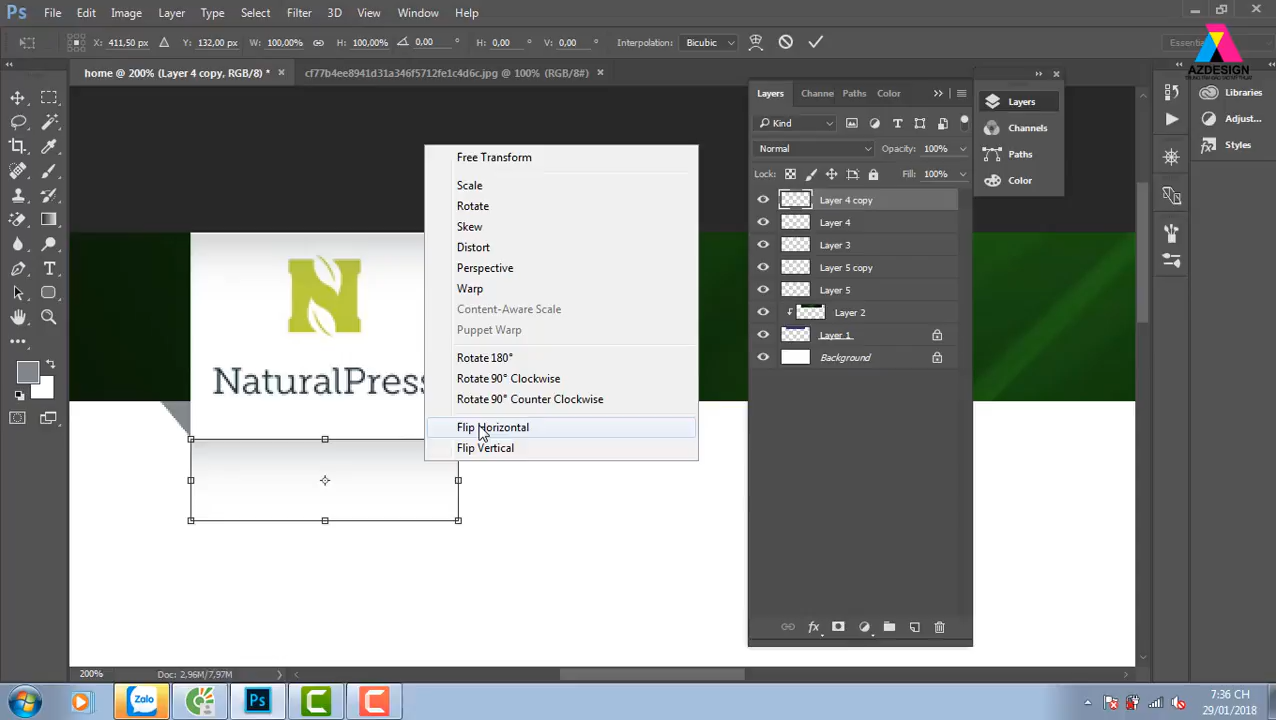 Ps File Edit Image Layer Type Select Filter 3D View Window Help
X: 411,50 px Y: 132,00 px W: 100,00% H: 100,00% 0,00 ° H: 0,00 ° V: 0,00 ° Interpolation: Bicubic Essenti
AZDESIGN
home @ 200% (Layer 4 copy, RGB/8) * × cf77b4ee8941d31a346f5712fe1c4d6c.jpg @ 100% (RGB/8#) ×
Layers Channe Paths Color
Kind
Normal Opacity: 100%
Lock: Fill: 100%
Layer 4 copy
Layer 4
Layer 3
Layer 5 copy
Layer 5
Layer 2
Layer 1
Background
fx
Layers
Channels
Paths
Color
Libraries
Adjust...
Styles
Free Transform
Scale
Rotate
Skew
Distort
Perspective
Warp
Content-Aware Scale
Puppet Warp
Rotate 180°
Rotate 90° Clockwise
Rotate 90° Counter Clockwise
Flip Horizontal
Flip Vertical
N
NaturalPress
200% Doc: 2,96M/7,97M
Zalo
Ps
7:36 CH
29/01/2018